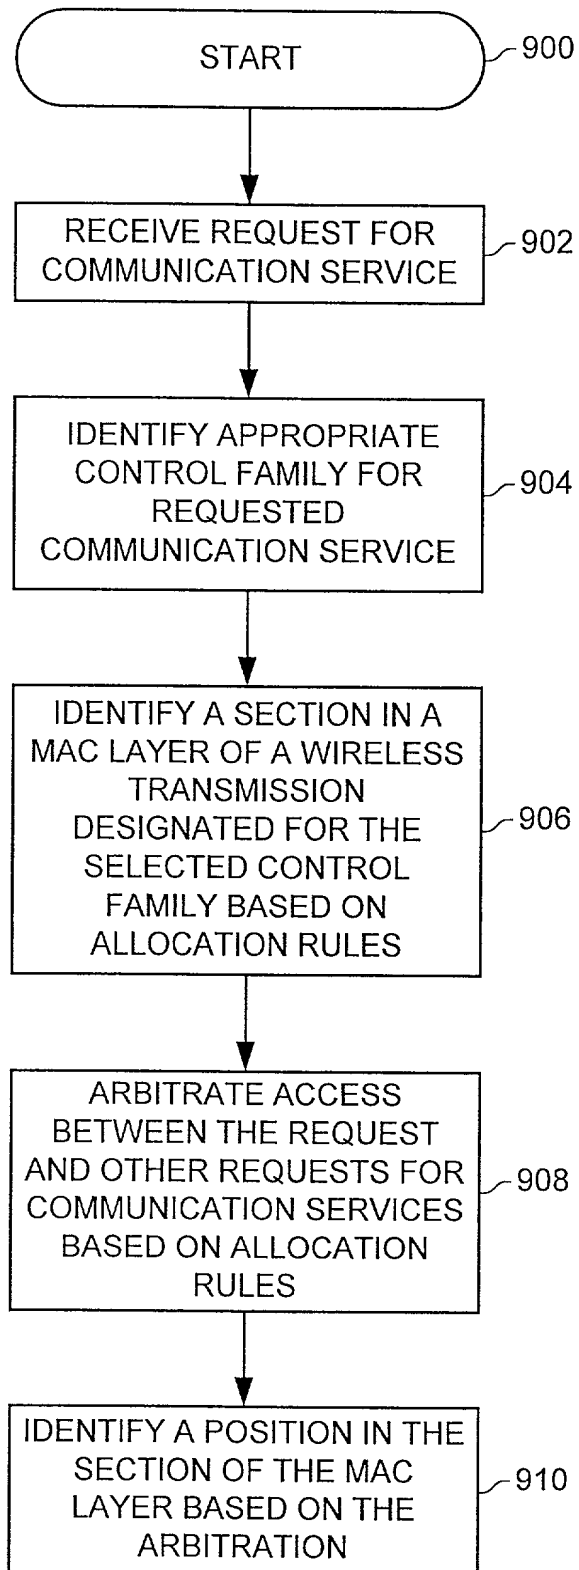 START
900
RECEIVE REQUEST FOR
COMMUNICATION SERVICE
902
IDENTIFY APPROPRIATE
CONTROL FAMILY FOR
REQUESTED
COMMUNICATION SERVICE
904
IDENTIFY A SECTION IN A
MAC LAYER OF A WIRELESS
TRANSMISSION
DESIGNATED FOR THE
SELECTED CONTROL
FAMILY BASED ON
ALLOCATION RULES
906
ARBITRATE ACCESS
BETWEEN THE REQUEST
AND OTHER REQUESTS FOR
COMMUNICATION SERVICES
BASED ON ALLOCATION
RULES
908
IDENTIFY A POSITION IN THE
SECTION OF THE MAC
LAYER BASED ON THE
ARBITRATION
910